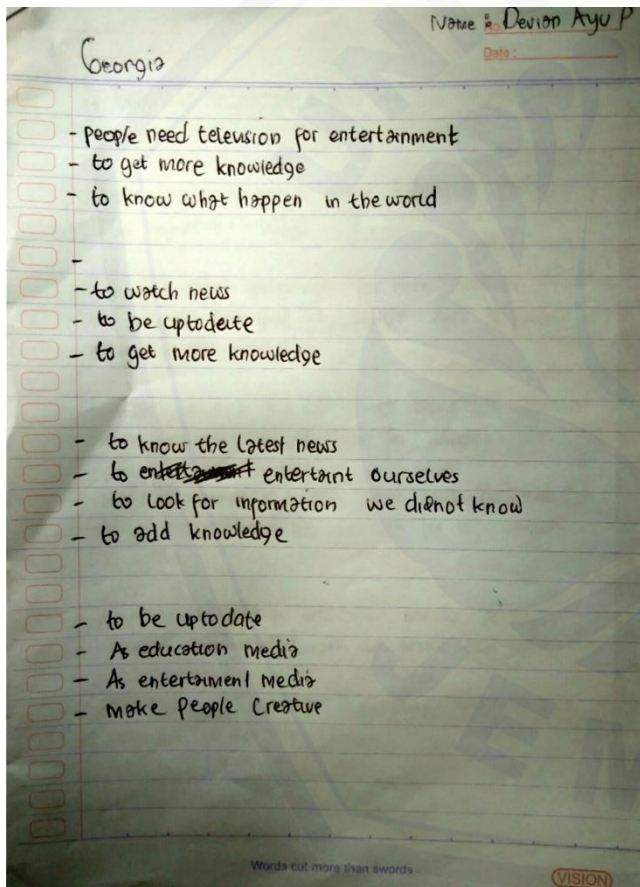 Name : Devian Ayu P
No :
Date :
Georgia
- people need television for entertainment
- to get more knowledge
- to know what happen in the world
-
- to watch news
- to be uptodeite
- to get more knowledge
- to know the latest news
- to entertaint ourselves
- to look for information we didnot know
- to add knowledge
- to be uptodate
- As education media
- As entertaiment media
- make people Creative
Words cut more than swords
VISION